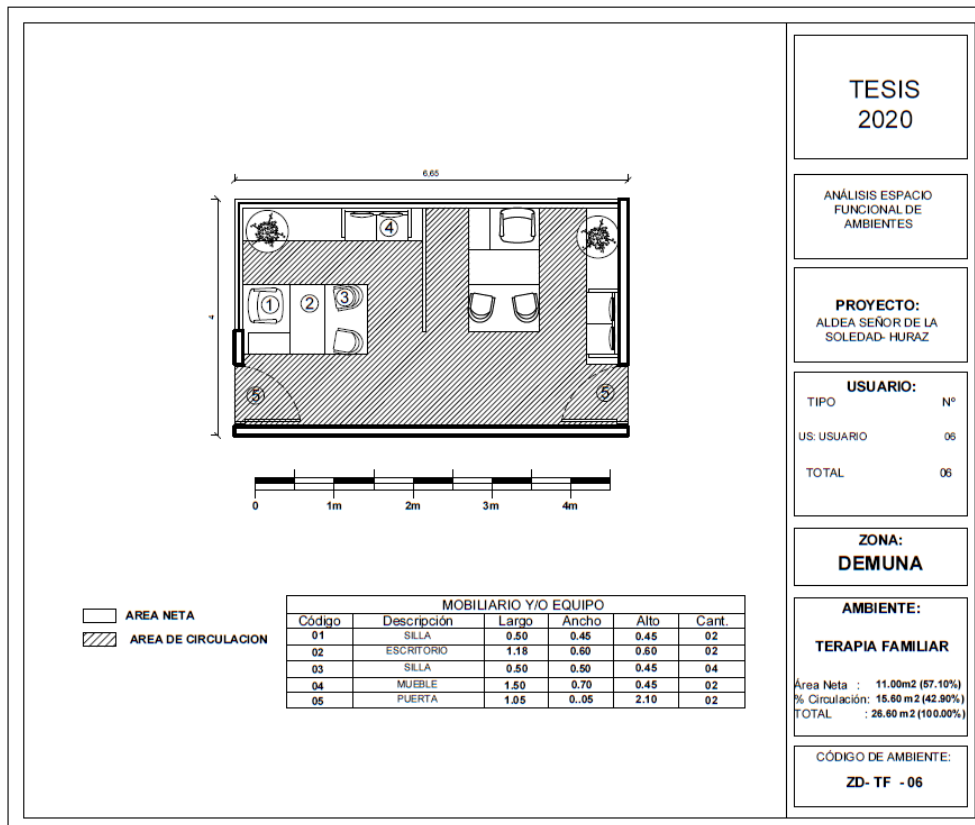 6,65
4
1
2
3
4
5
5
0 1m 2m 3m 4m
AREA NETA
AREA DE CIRCULACION
MOBILIARIO Y/O EQUIPO
Código Descripción Largo Ancho Alto Cant.
01 SILLA 0.50 0.45 0.45 02
02 ESCRITORIO 1.18 0.60 0.60 02
03 SILLA 0.50 0.50 0.45 04
04 MUEBLE 1.50 0.70 0.45 02
05 PUERTA 1.05 0..05 2.10 02
TESIS
2020
ANÁLISIS ESPACIO
FUNCIONAL DE
AMBIENTES
PROYECTO:
ALDEA SEÑOR DE LA
SOLEDAD- HURAZ
USUARIO:
TIPO Nº
US: USUARIO 06
TOTAL 06
ZONA:
DEMUNA
AMBIENTE:
TERAPIA FAMILIAR
Área Neta : 11.00m2 (57.10%)
% Circulación: 15.60 m2 (42.90%)
TOTAL : 26.60 m2 (100.00%)
CÓDIGO DE AMBIENTE:
ZD- TF - 06